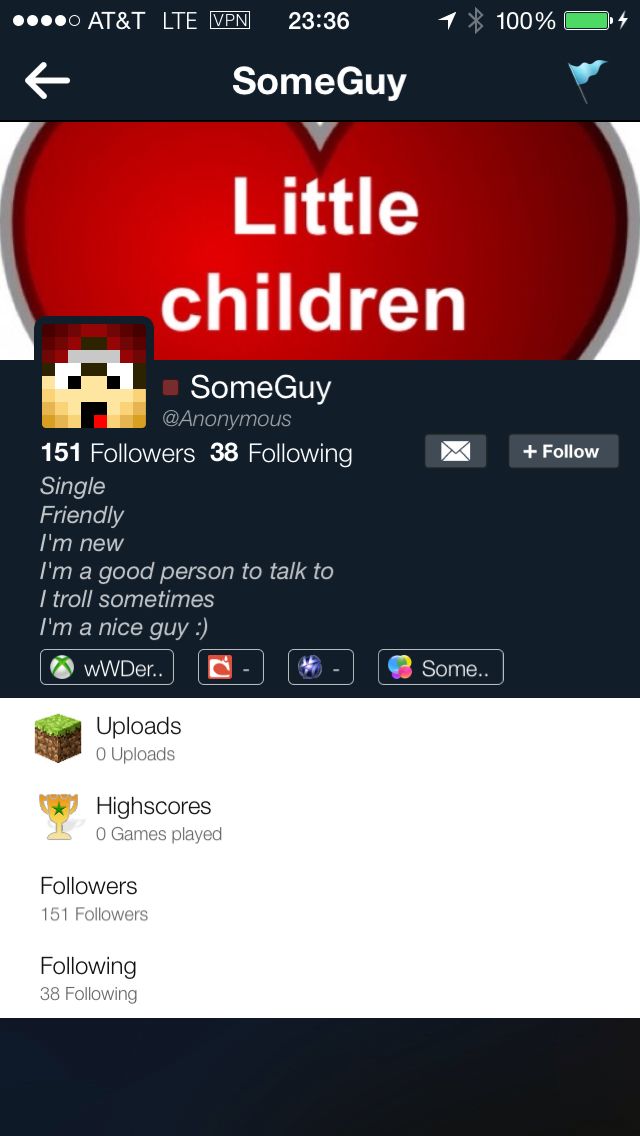 AT&T LTE VPN 23:36 100%
SomeGuy
Little
children
SomeGuy
@Anonymous
151 Followers 38 Following
+ Follow
Single
Friendly
I'm new
I'm a good person to talk to
I troll sometimes
I'm a nice guy :)
wWDer.. - - Some..
Uploads
0 Uploads
Highscores
0 Games played
Followers
151 Followers
Following
38 Following